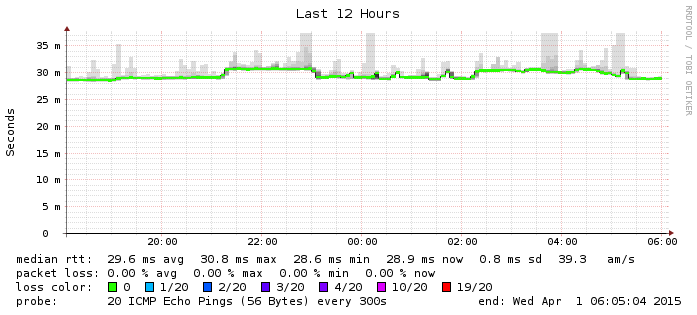 Last 12 Hours
RRDTOOL / TOBI OETIKER
Seconds
35 m
30 m
25 m
20 m
15 m
10 m
5 m
0
20:00 22:00 00:00 02:00 04:00 06:00
median rtt: 29.6 ms avg 30.8 ms max 28.6 ms min 28.9 ms now 0.8 ms sd 39.3 am/s
packet loss: 0.00 % avg 0.00 % max 0.00 % min 0.00 % now
loss color: 0 1/20 2/20 3/20 4/20 10/20 19/20
probe: 20 ICMP Echo Pings (56 Bytes) every 300s end: Wed Apr 1 06:05:04 2015